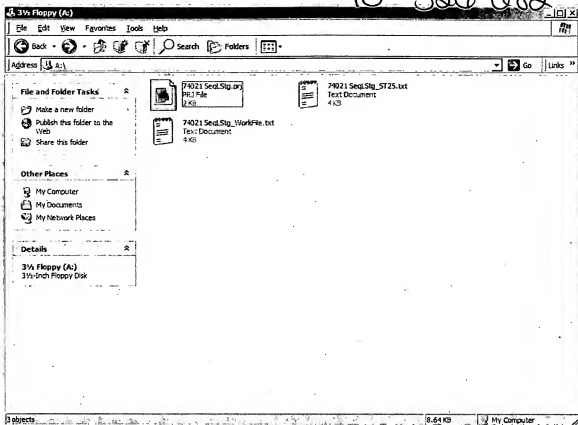 3½ Floppy (A:)
File Edit View Favorites Tools Help
Back Search Folders
Address A:\ Go Links »
File and Folder Tasks
Make a new folder
Publish this folder to the
Web
Share this folder
Other Places
My Computer
My Documents
My Network Places
Details
3½ Floppy (A:)
3½-Inch Floppy Disk
74021 SeqLStg.prj
PRJ File
2 KB
74021 SeqLStg_ST25.txt
Text Document
4 KB
74021 SeqLStg_WorkFile.txt
Text Document
4 KB
3 objects 8.64 KB My Computer